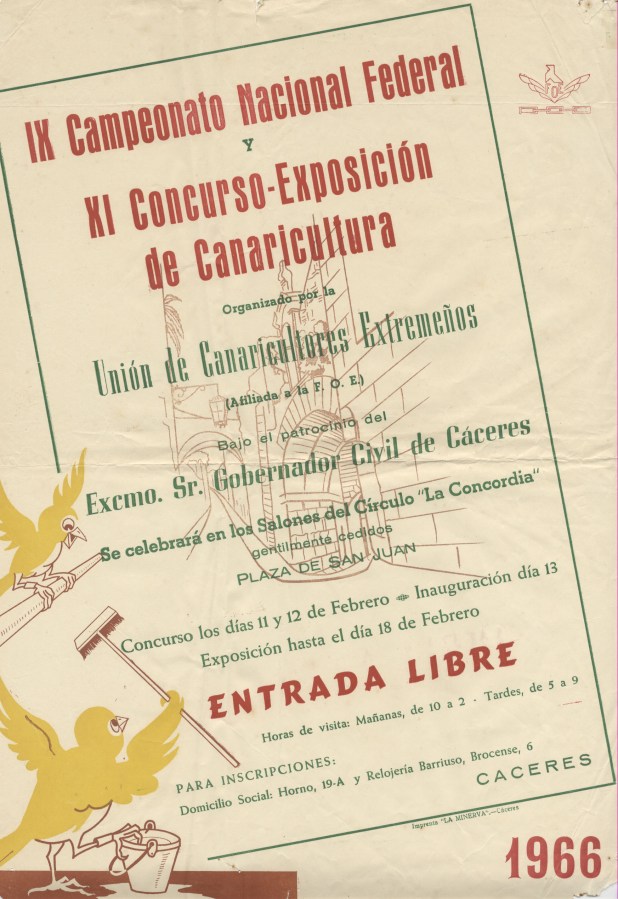 IX Campeonato Nacional Federal
Y
XI Concurso-Exposición
de Canaricultura
Organizado por la
Unión de Canaricultores Extremeños
(Afiliada a la F. O. E.)
Bajo el patrocinio del
Excmo. Sr. Gobernador Civil de Cáceres
Se celebrará en los Salones del Círculo "La Concordia"
gentilmente cedidos
PLAZA DE SAN JUAN
Concurso los días 11 y 12 de Febrero Inauguración día 13
Exposición hasta el día 18 de Febrero
ENTRADA LIBRE
Horas de visita: Mañanas, de 10 a 2 - Tardes, de 5 a 9
PARA INSCRIPCIONES:
Domicilio Social: Horno, 19-A y Relojería Barriuso, Brocense, 6
CACERES
Imprenta "LA MINERVA".—Cáceres
1966